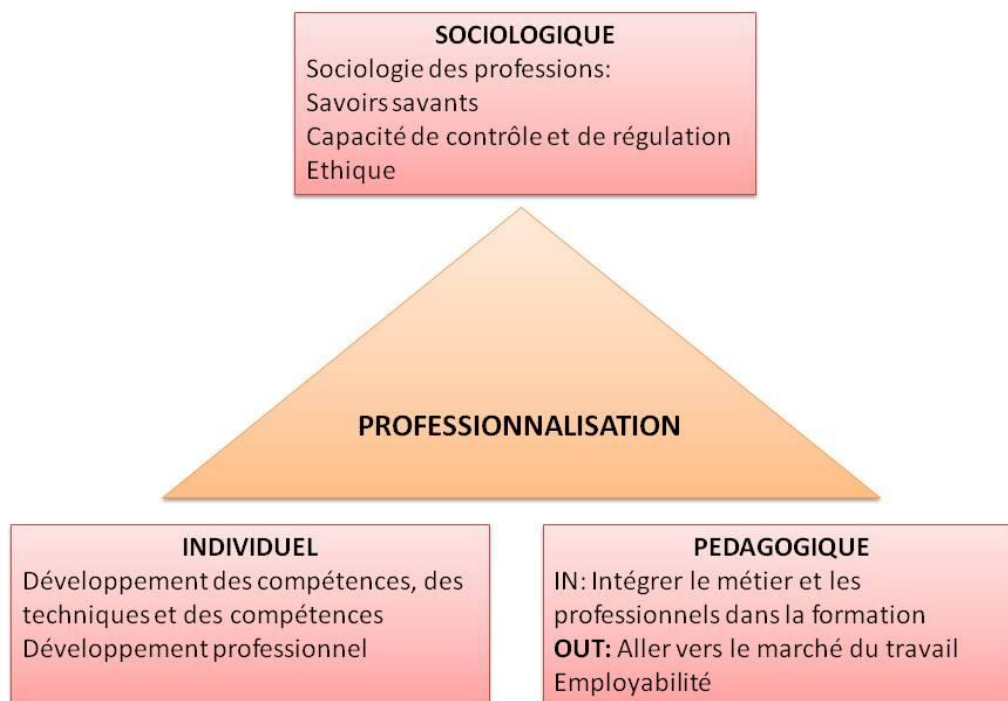 SOCIOLOGIQUE
Sociologie des professions:
Savoirs savants
Capacité de contrôle et de régulation
Ethique
PROFESSIONNALISATION
INDIVIDUEL
Développement des compétences, des
techniques et des compétences
Développement professionnel
PEDAGOGIQUE
IN: Intégrer le métier et les
professionnels dans la formation
OUT: Aller vers le marché du travail
Employabilité